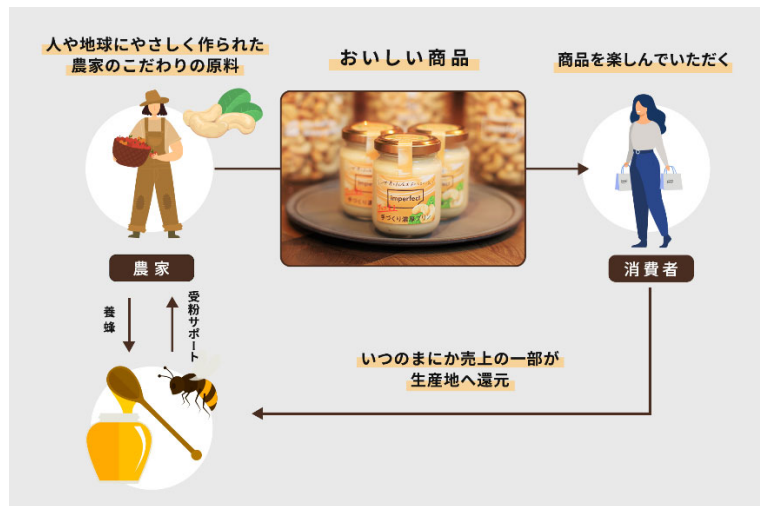 人や地球にやさしく作られた
農家のこだわりの原料
おいしい商品
商品を楽しんでいただく
imperfect
手づくり濃厚プリン
農家
消費者
養蜂
受粉サポート
いつのまにか売上の一部が
生産地へ還元